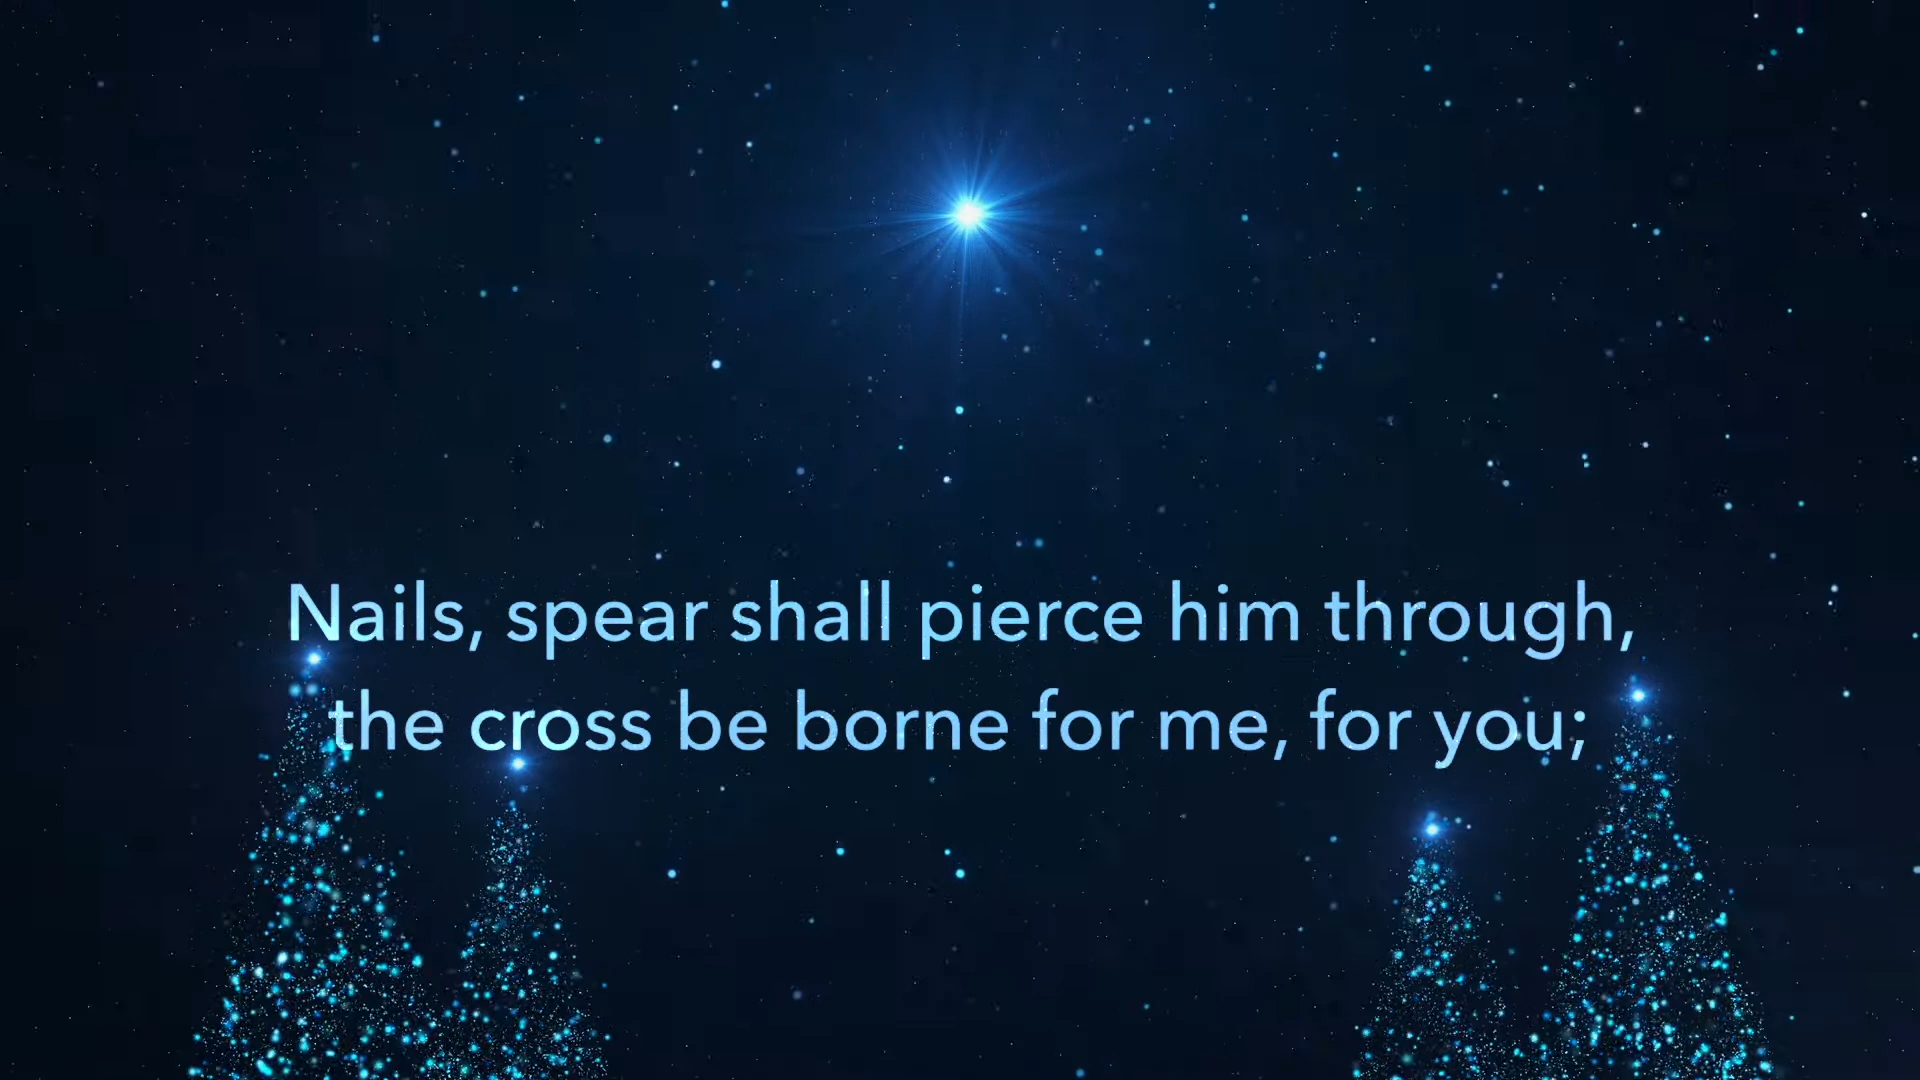 Nails, spear shall pierce him through,
the cross be borne for me, for you;